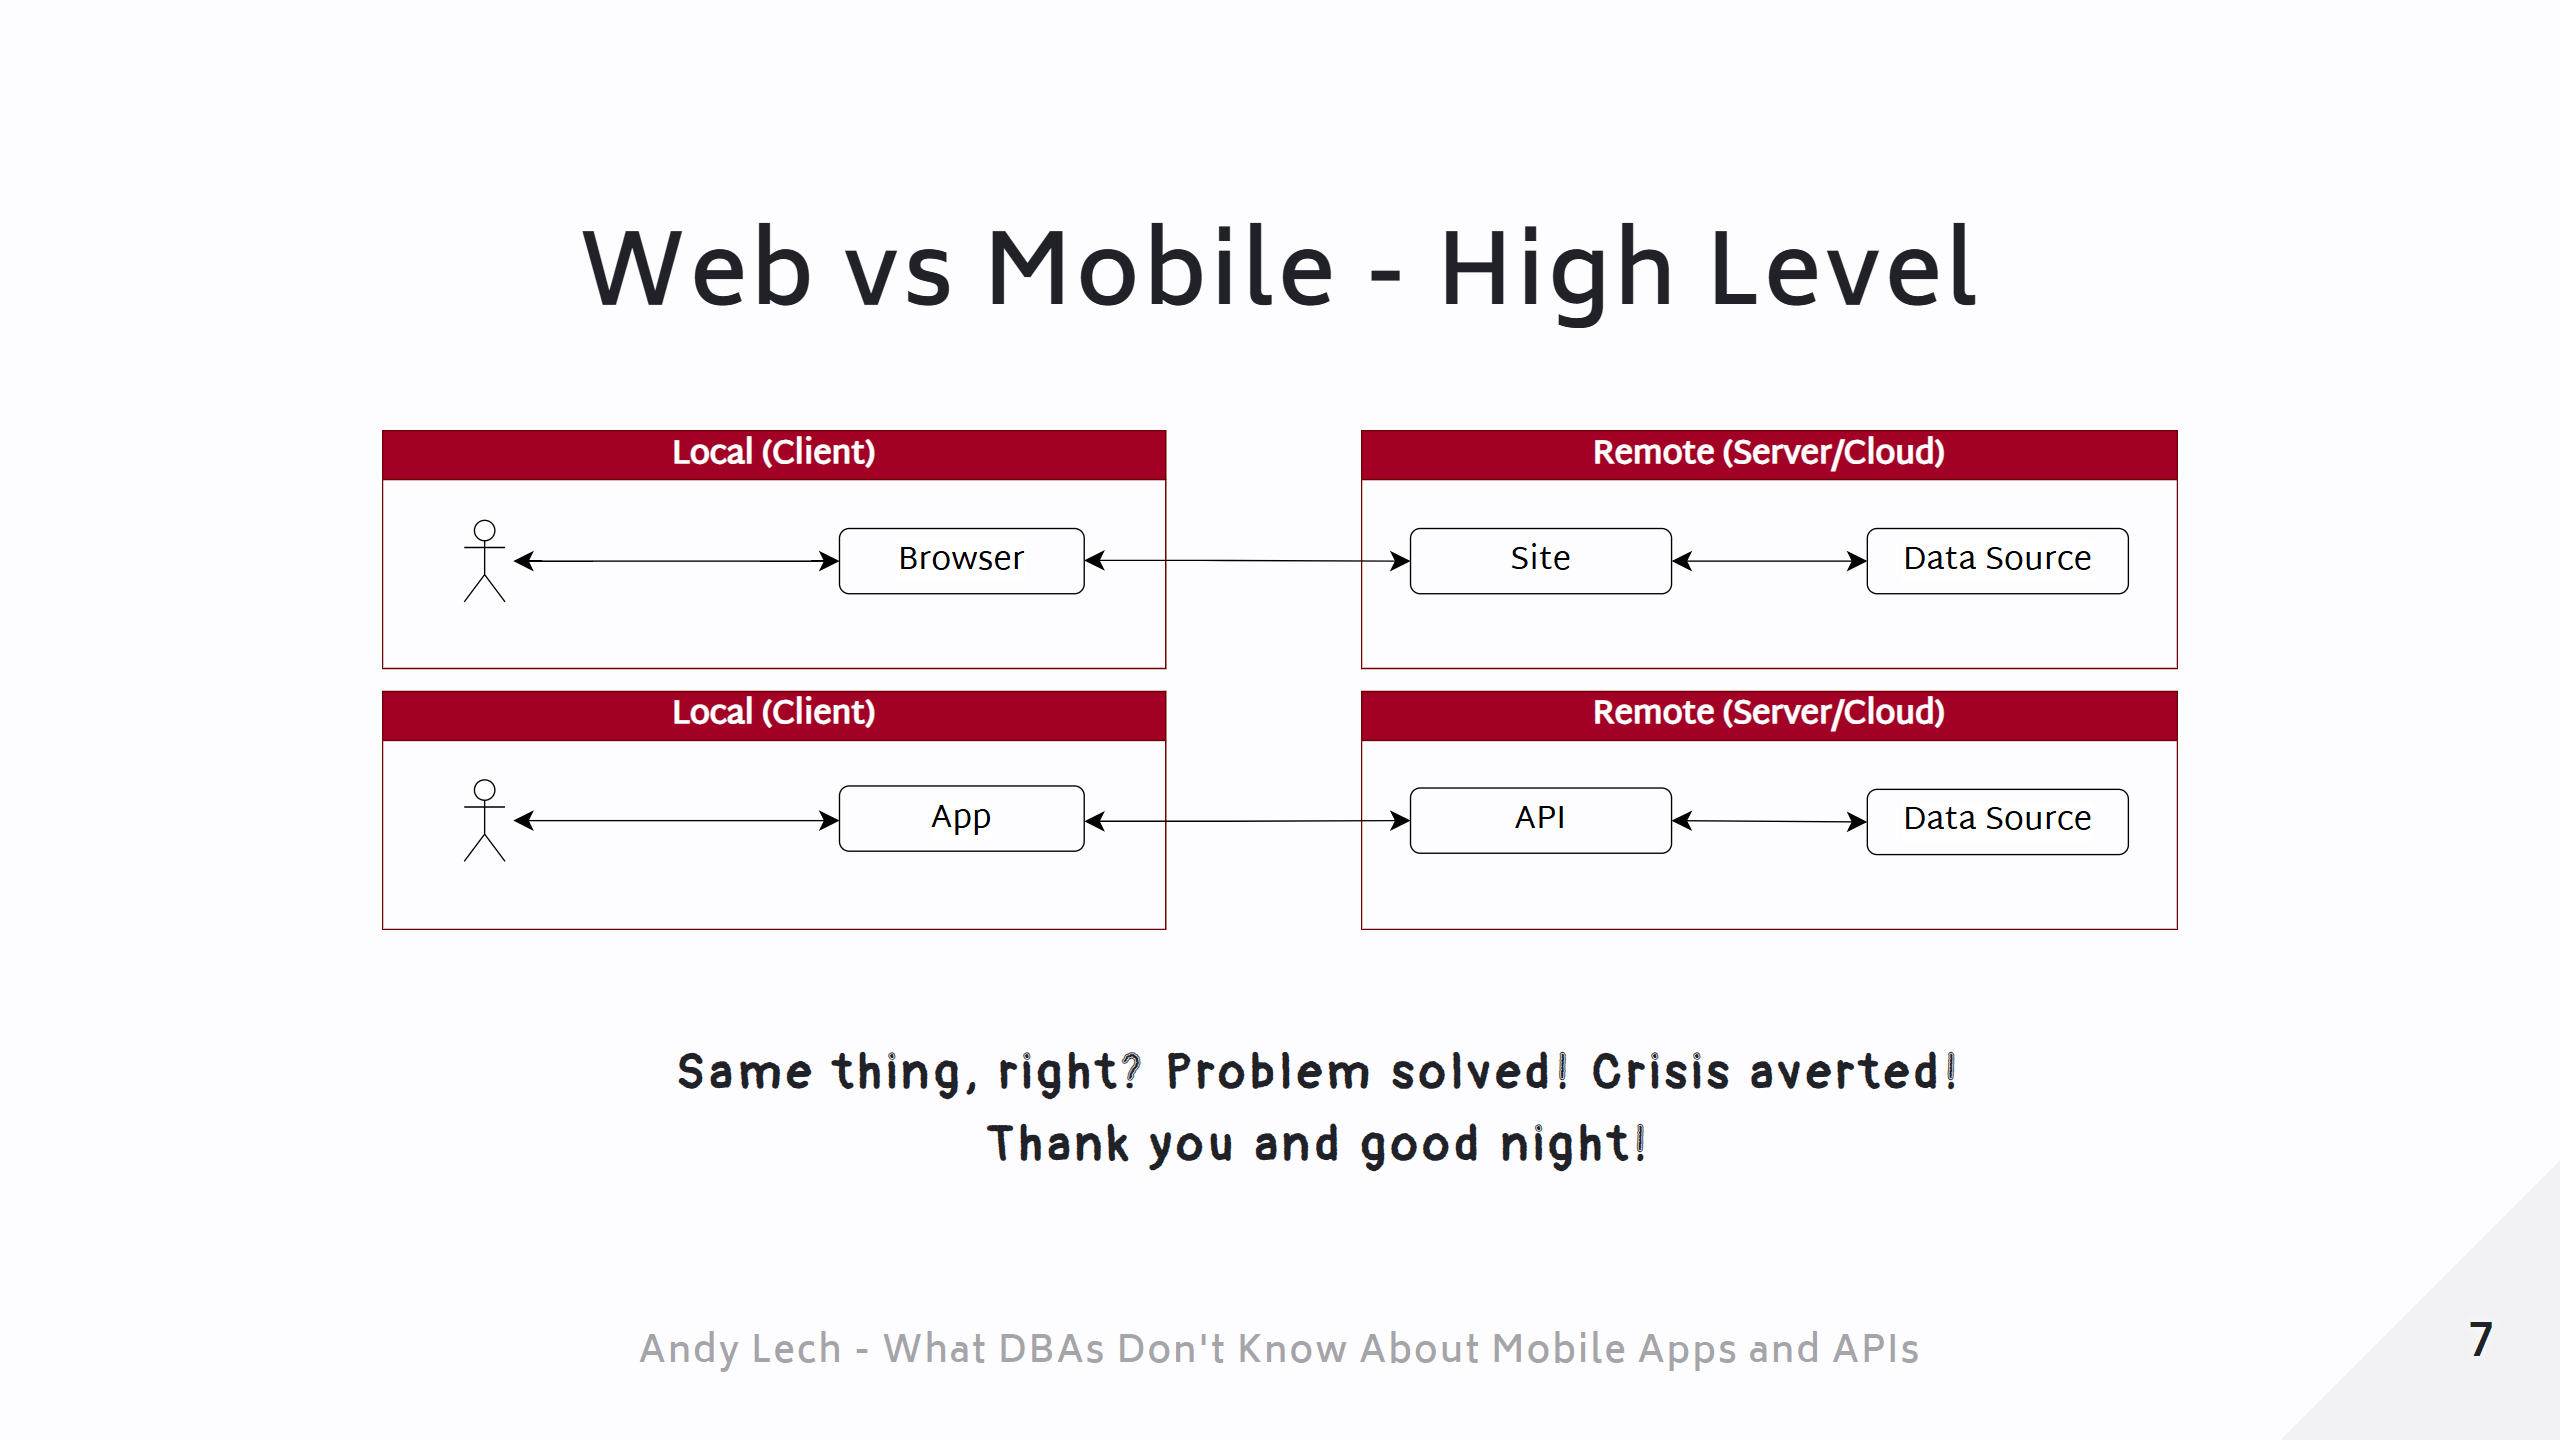 Web vs Mobile - High Level
Local (Client)
Remote (Server/Cloud)
Browser
Site
Data Source
Local (Client)
Remote (Server/Cloud)
App
API
Data Source
Same thing, right? Problem solved! Crisis averted!
Thank you and good night!
Andy Lech - What DBAs Don't Know About Mobile Apps and APIs
7